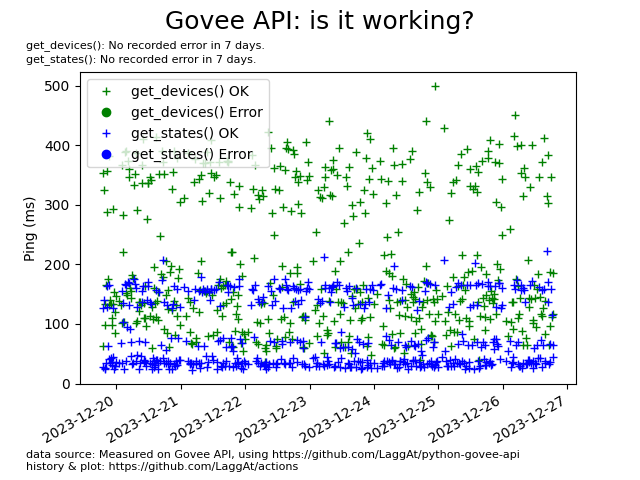 Govee API: is it working?
get_devices(): No recorded error in 7 days.
get_states(): No recorded error in 7 days.
500
400
300
200
100
0
Ping (ms)
get_devices() OK
get_devices() Error
get_states() OK
get_states() Error
2023-12-20
2023-12-21
2023-12-22
2023-12-23
2023-12-24
2023-12-25
2023-12-26
2023-12-27
data source: Measured on Govee API, using https://github.com/LaggAt/python-govee-api
history & plot: https://github.com/LaggAt/actions